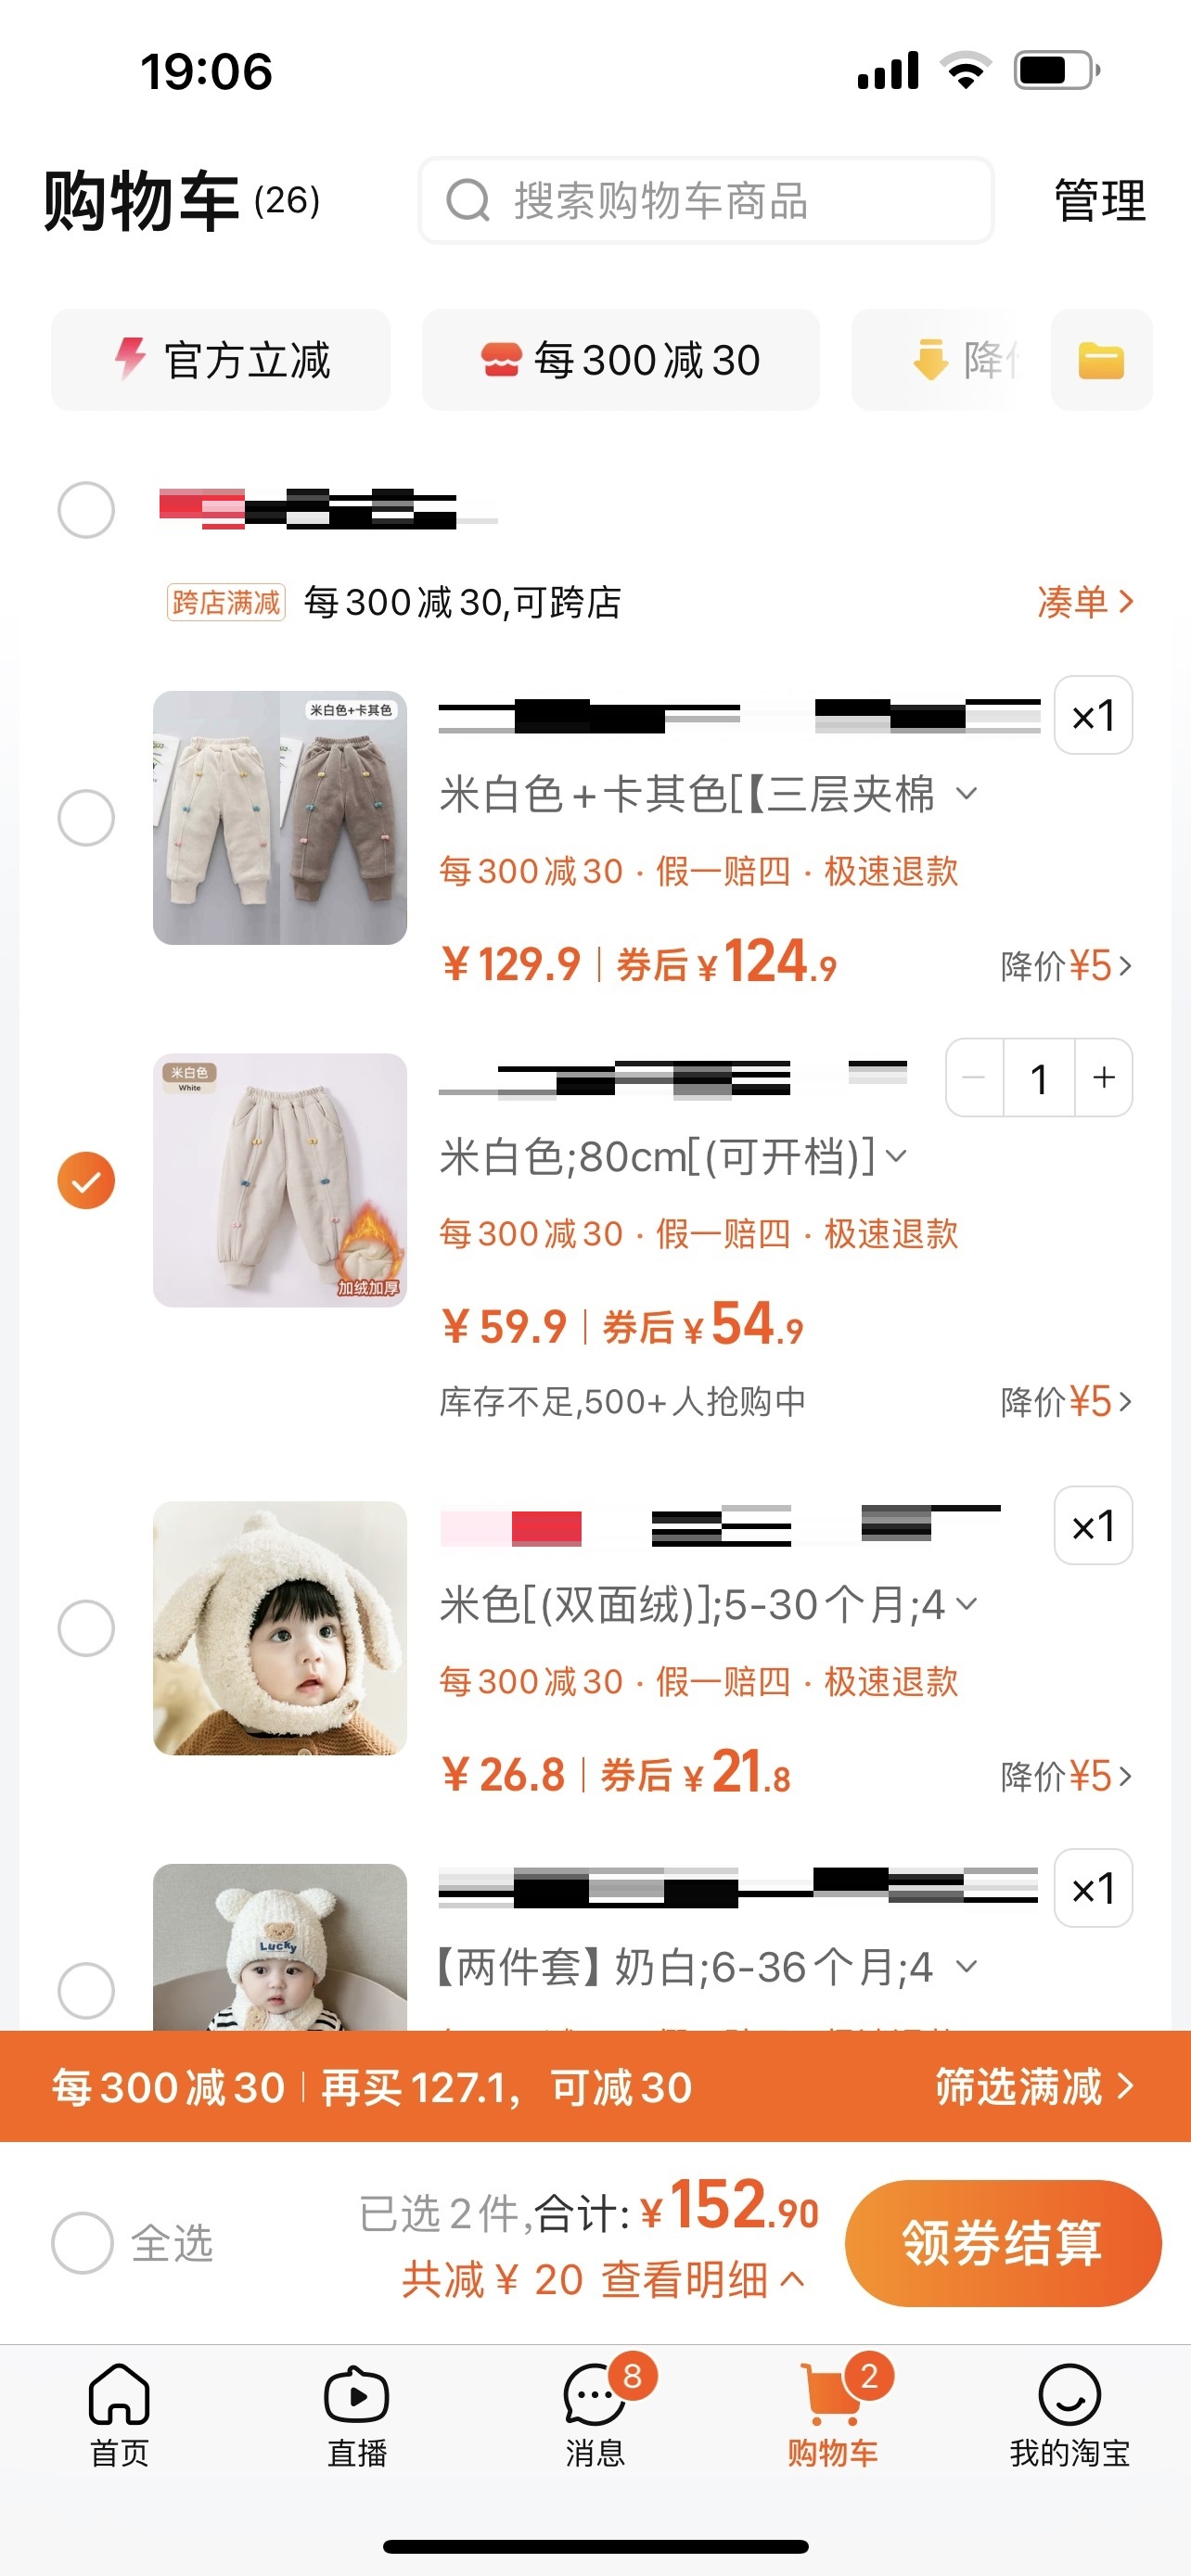 19:06
购物车 (26)
搜索购物车商品
管理
官方立减
每300减30
降
跨店满减 每300减30,可跨店
凑单
米白色+卡其色
×1
米白色+卡其色[【三层夹棉
每300减30 · 假一赔四 · 极速退款
¥129.9 券后 ¥124.9
降价¥5
米白色
White
加绒加厚
1
米白色;80cm[(可开档)]
每300减30 · 假一赔四 · 极速退款
¥59.9 券后 ¥54.9
库存不足,500+人抢购中
降价¥5
×1
米色[(双面绒)];5-30个月;4
每300减30 · 假一赔四 · 极速退款
¥26.8 券后 ¥21.8
降价¥5
Lucky
×1
【两件套】奶白;6-36个月;4
每300减30 再买127.1，可减30
筛选满减
全选
已选2件,合计: ¥152.90
共减 ¥ 20 查看明细
领券结算
首页
直播
8
消息
2
购物车
我的淘宝